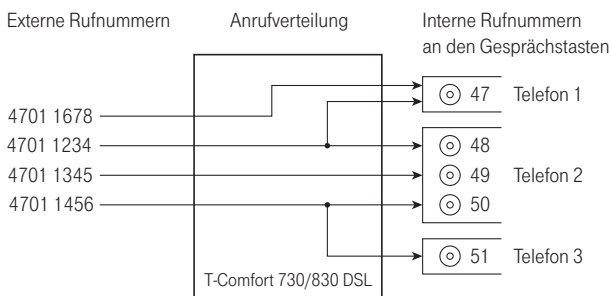 Externe Rufnummern
Anrufverteilung
Interne Rufnummern
an den Gesprächstasten
47 Telefon 1
4701 1678
4701 1234
48
4701 1345
49 Telefon 2
4701 1456
50
51 Telefon 3
T-Comfort 730/830 DSL